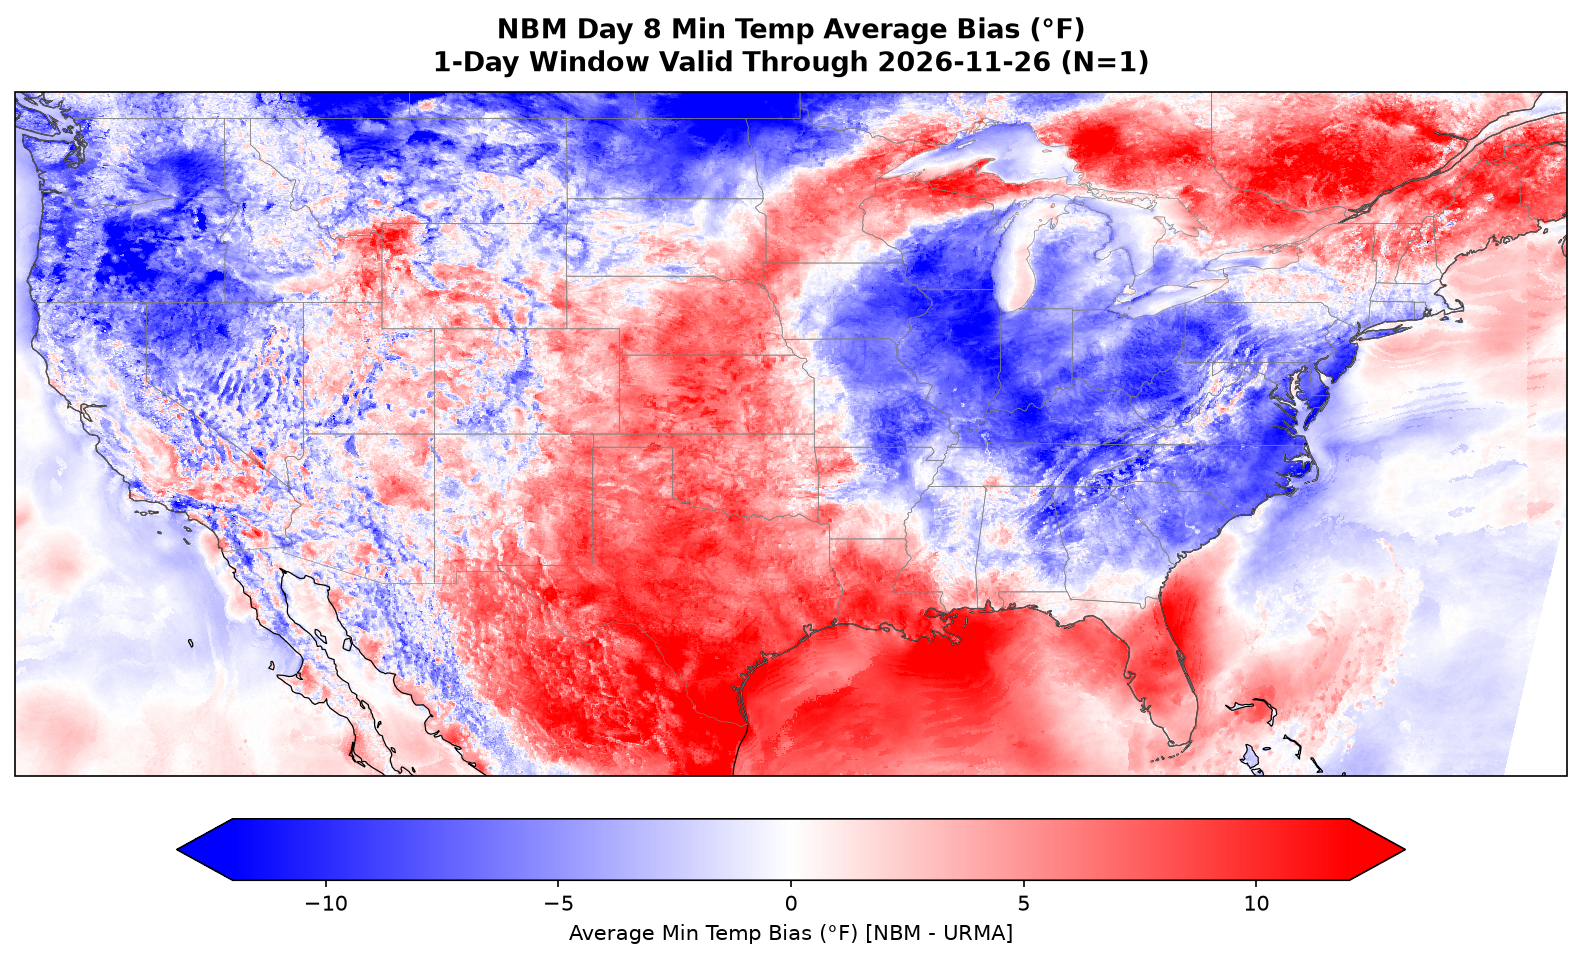 NBM Day 8 Min Temp Average Bias (°F)
1-Day Window Valid Through 2026-11-26 (N=1)
−10 −5 0 5 10
Average Min Temp Bias (°F) [NBM - URMA]